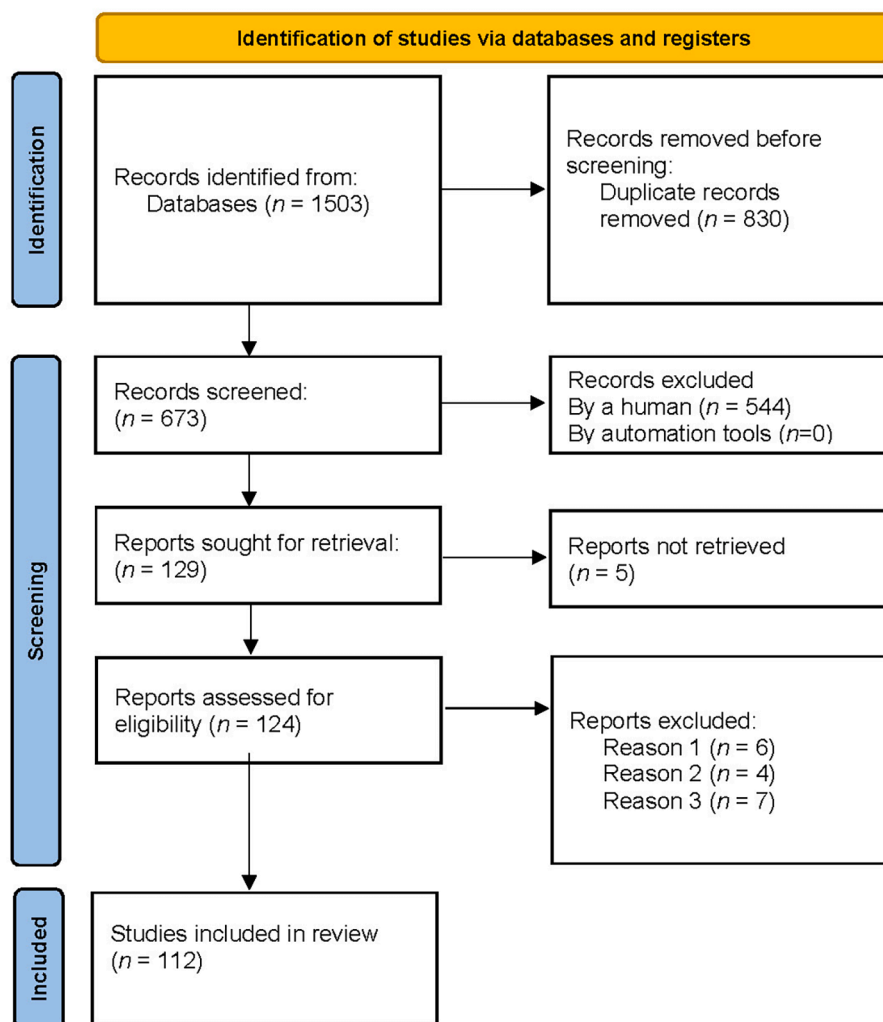 Identification of studies via databases and registers
Identification
Records identified from:
Databases (n = 1503)
Records removed before
screening:
Duplicate records
removed (n = 830)
Screening
Records screened:
(n = 673)
Records excluded
By a human (n = 544)
By automation tools (n=0)
Reports sought for retrieval:
(n = 129)
Reports not retrieved
(n = 5)
Reports assessed for
eligibility (n = 124)
Reports excluded:
Reason 1 (n = 6)
Reason 2 (n = 4)
Reason 3 (n = 7)
Included
Studies included in review
(n = 112)